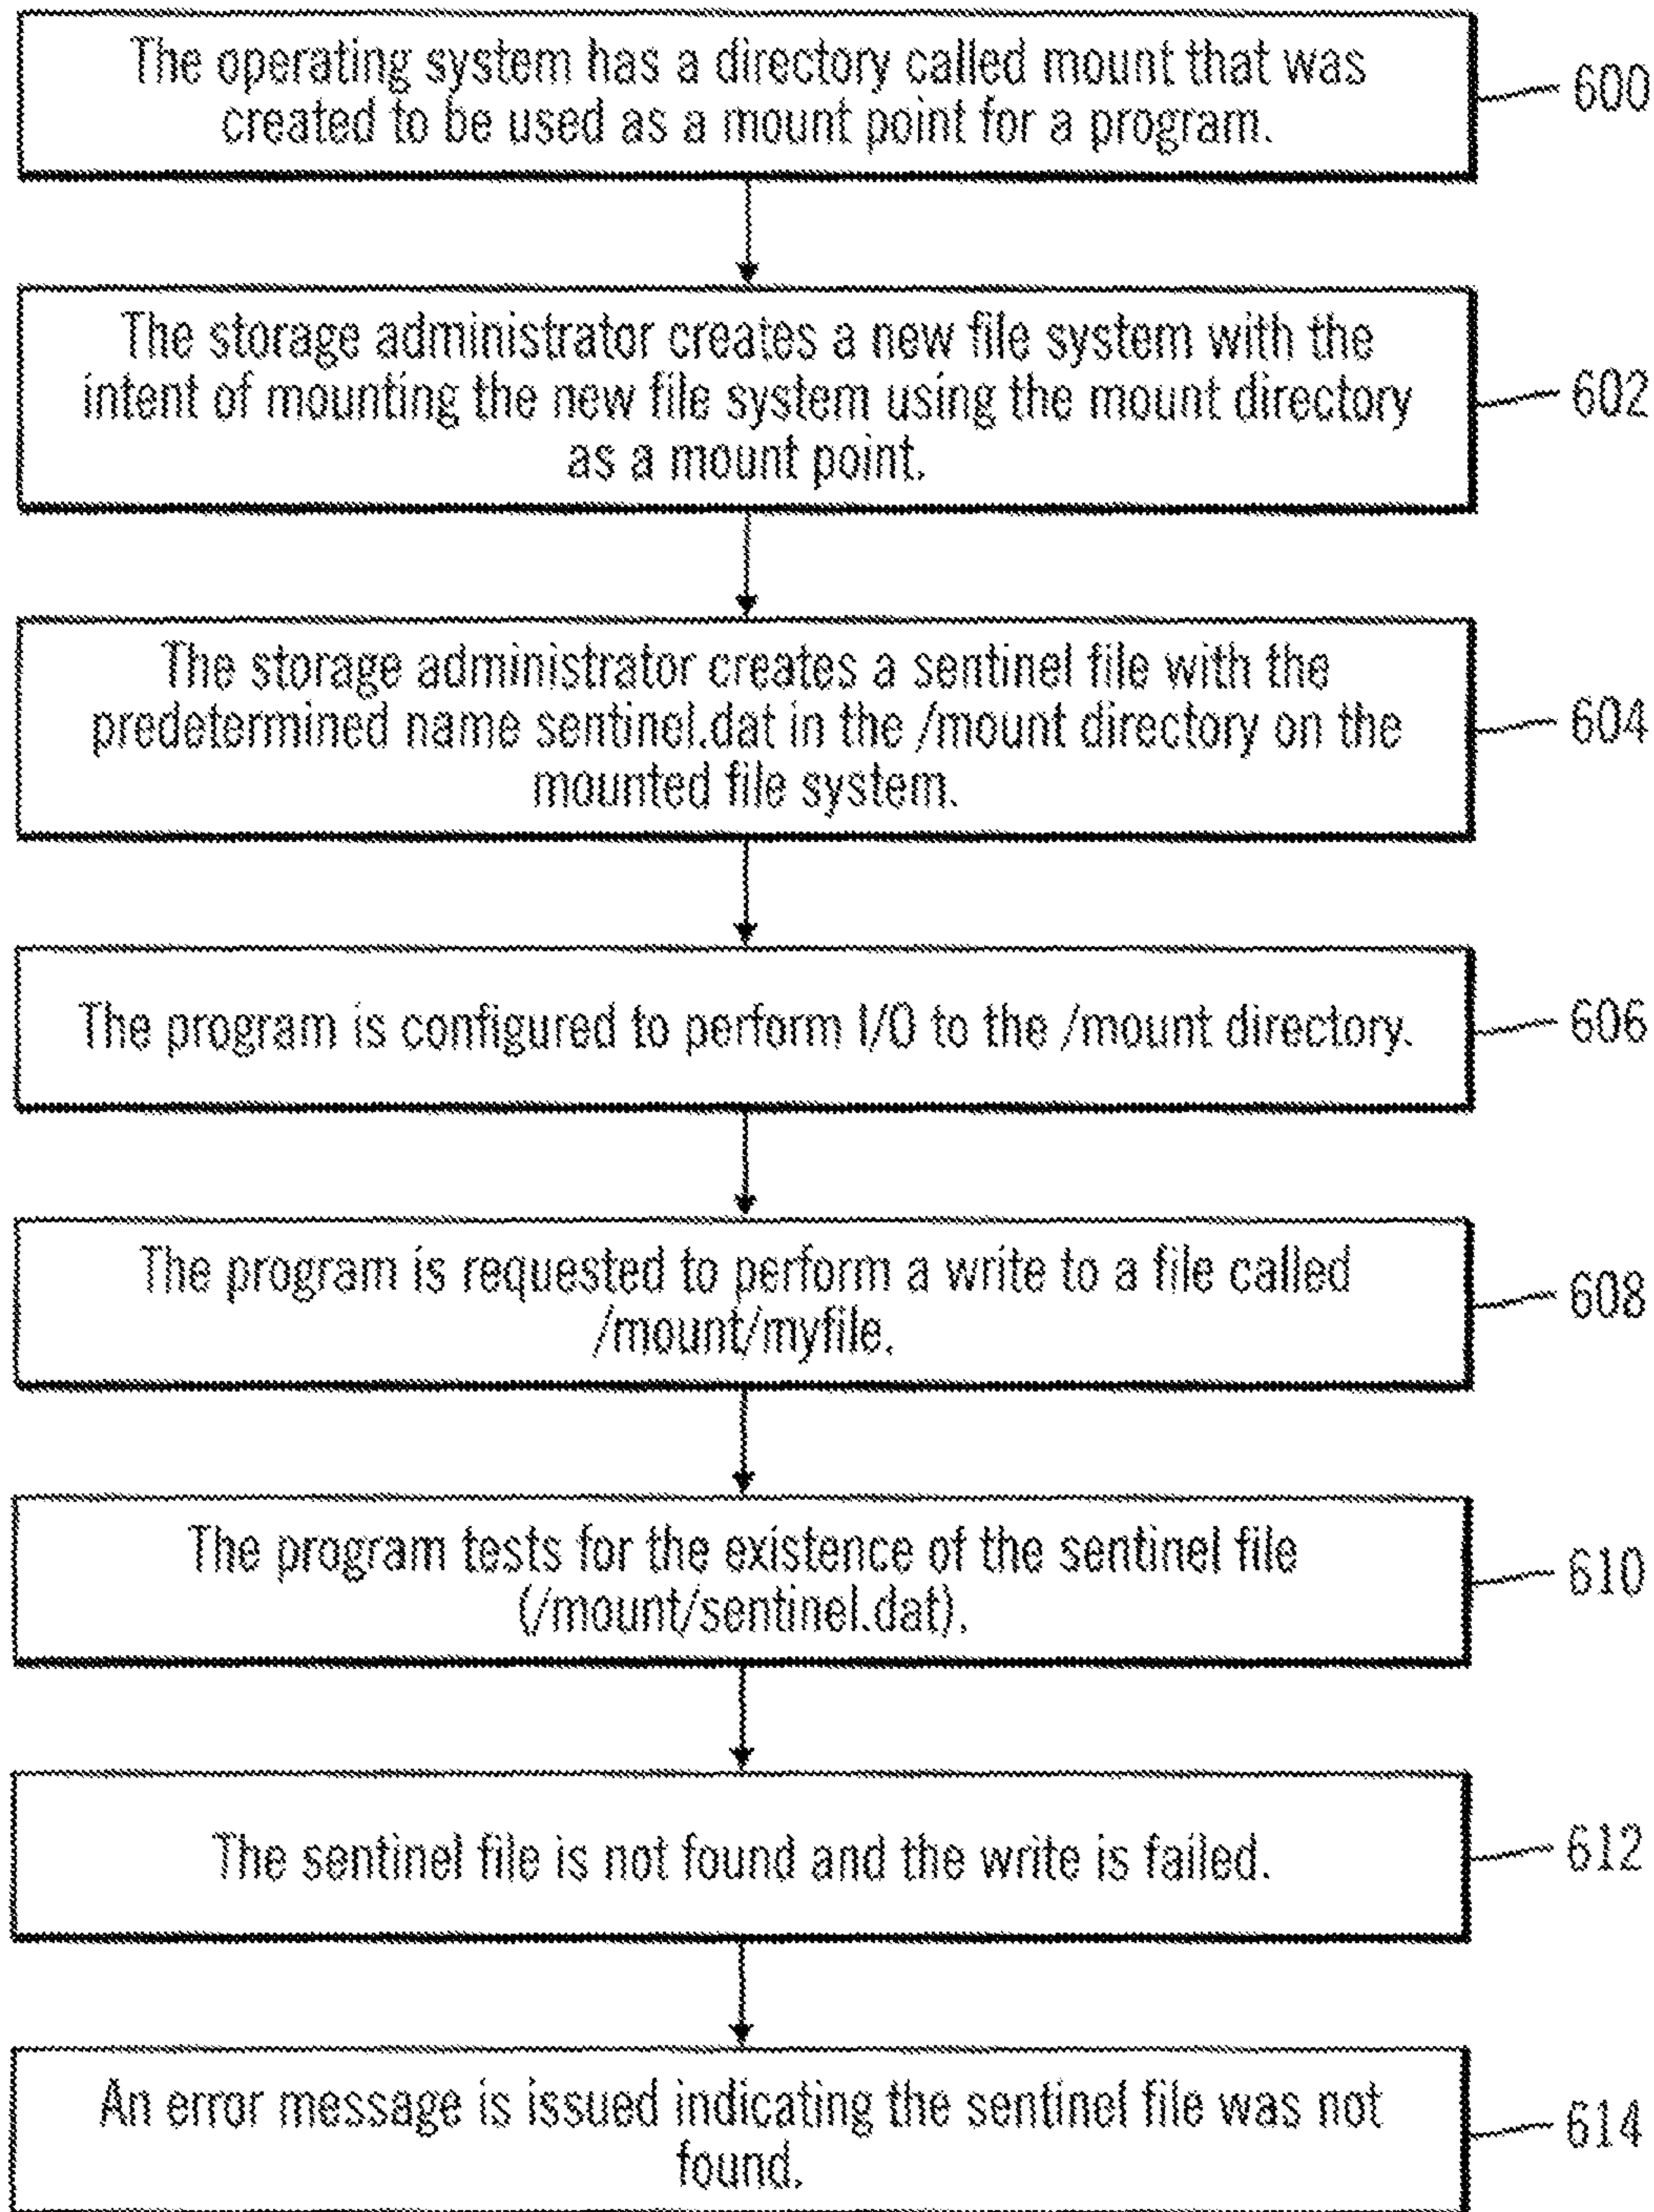 The operating system has a directory called mount that was
created to be used as a mount point for a program.
600
The storage administrator creates a new file system with the
intent of mounting the new file system using the mount directory
as a mount point.
602
The storage administrator creates a sentinel file with the
predetermined name sentinel.dat in the /mount directory on the
mounted file system.
604
The program is configured to perform I/O to the /mount directory.
606
The program is requested to perform a write to a file called
/mount/myfile.
608
The program tests for the existence of the sentinel file
(/mount/sentinel.dat).
610
The sentinel file is not found and the write is failed.
612
An error message is issued indicating the sentinel file was not
found.
614